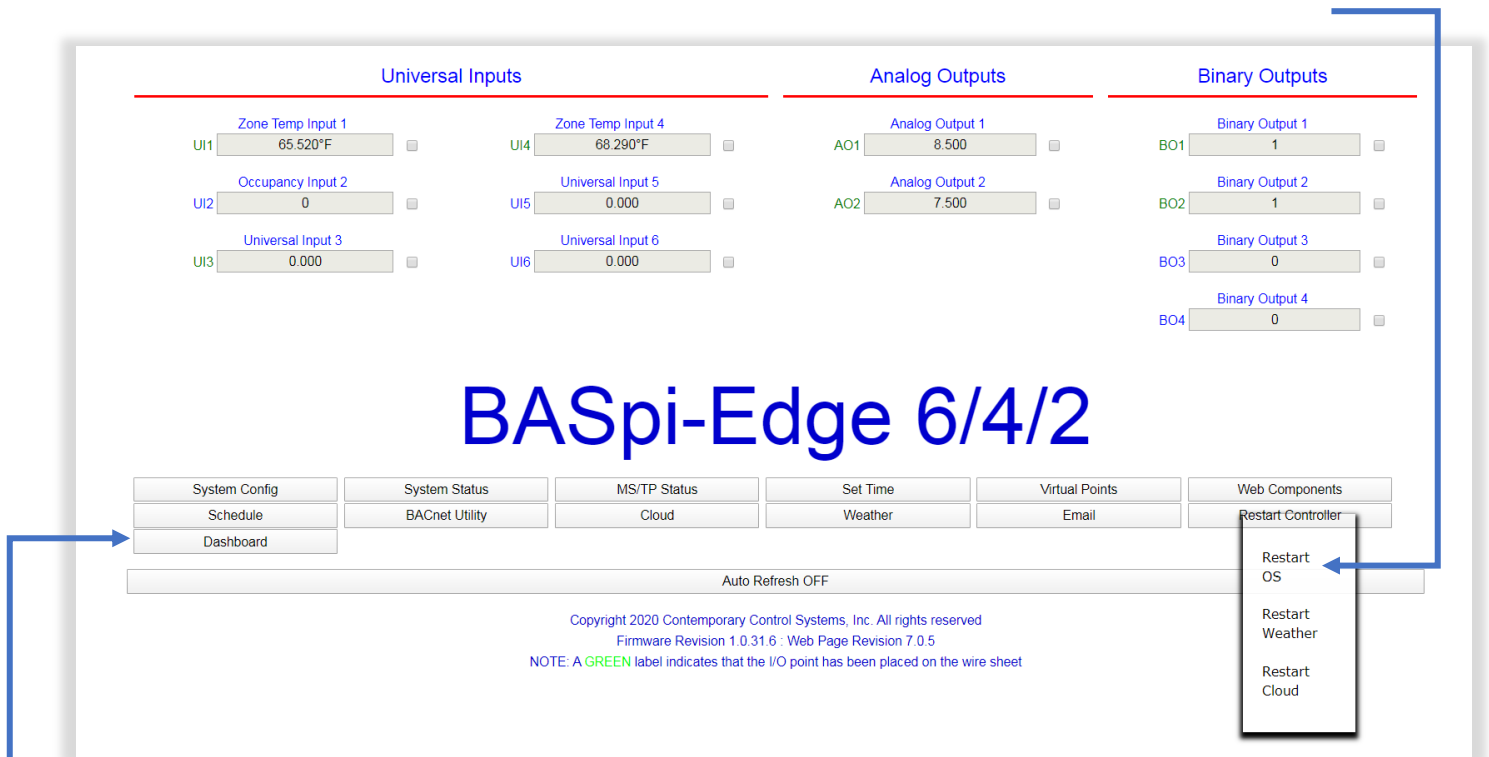 Universal Inputs
Analog Outputs
Binary Outputs
Zone Temp Input 1
UI1 65.520°F
Zone Temp Input 4
UI4 68.290°F
Analog Output 1
AO1 8.500
Binary Output 1
BO1 1
Occupancy Input 2
UI2 0
Universal Input 5
UI5 0.000
Analog Output 2
AO2 7.500
Binary Output 2
BO2 1
Universal Input 3
UI3 0.000
Universal Input 6
UI6 0.000
Binary Output 3
BO3 0
Binary Output 4
BO4 0
BASpi-Edge 6/4/2
System Config System Status MS/TP Status Set Time Virtual Points Web Components
Schedule BACnet Utility Cloud Weather Email Restart Controller
Dashboard
Restart
OS
Restart
Weather
Restart
Cloud
Auto Refresh OFF
Copyright 2020 Contemporary Control Systems, Inc. All rights reserved
Firmware Revision 1.0.31.6 : Web Page Revision 7.0.5
NOTE: A GREEN label indicates that the I/O point has been placed on the wire sheet